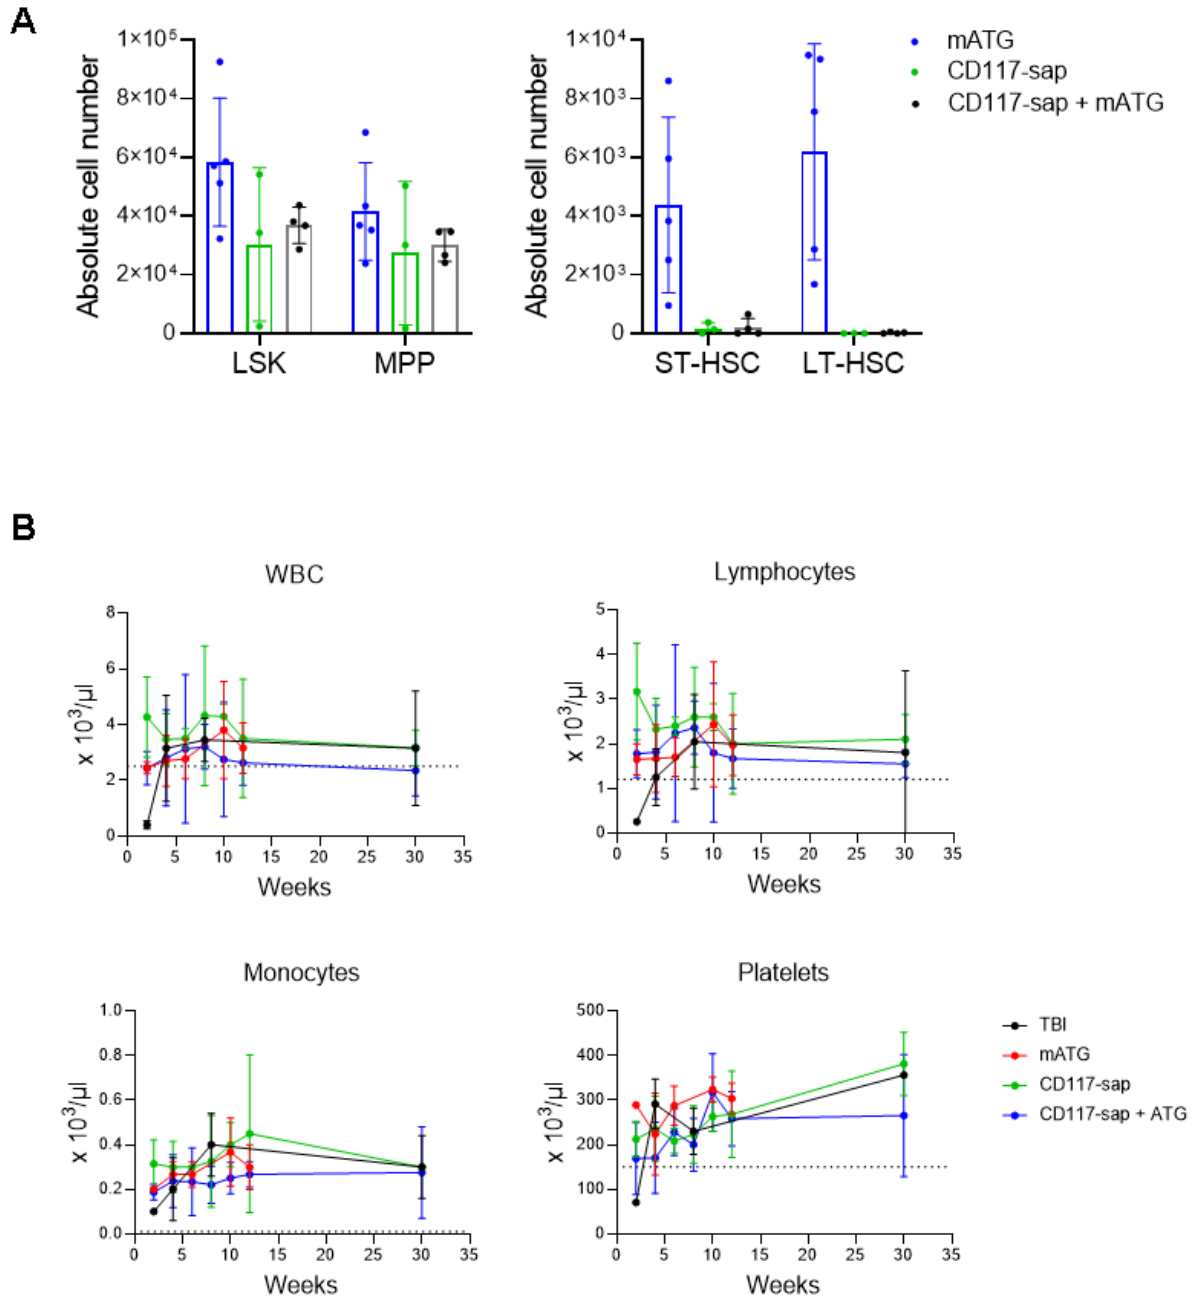 A
Absolute cell number
1×10⁵
8×10⁴
6×10⁴
4×10⁴
2×10⁴
0
LSK
MPP
Absolute cell number
1×10⁴
8×10³
6×10³
4×10³
2×10³
0
ST-HSC
LT-HSC
mATG
CD117-sap
CD117-sap + mATG
B
WBC
x 10³/µl
8
6
4
2
0
0 5 10 15 20 25 30 35
Weeks
Lymphocytes
x 10³/µl
5
4
3
2
1
0
0 5 10 15 20 25 30 35
Weeks
Monocytes
x 10³/µl
1.0
0.8
0.6
0.4
0.2
0.0
0 5 10 15 20 25 30 35
Weeks
Platelets
x 10³/µl
500
400
300
200
100
0
0 5 10 15 20 25 30 35
Weeks
TBI
mATG
CD117-sap
CD117-sap + ATG